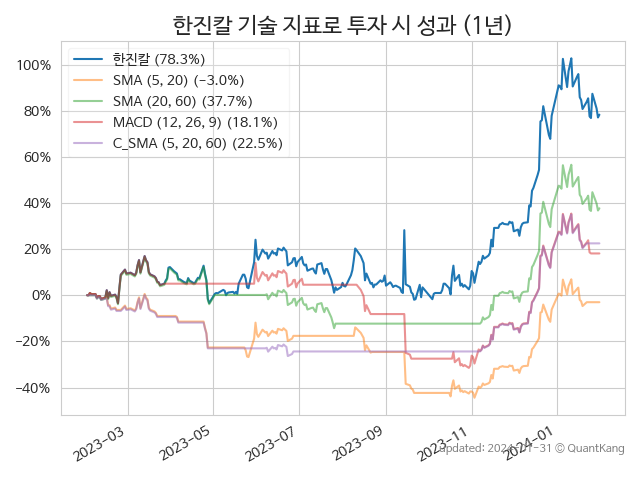 한진칼 기술 지표로 투자 시 성과 (1년)
한진칼 (78.3%)
SMA (5, 20) (−3.0%)
SMA (20, 60) (37.7%)
MACD (12, 26, 9) (18.1%)
C_SMA (5, 20, 60) (22.5%)
100%
80%
60%
40%
20%
0%
−20%
−40%
2023−03
2023−05
2023−07
2023−09
2023−11
2024−01
updated: 2024-01-31 © QuantKang